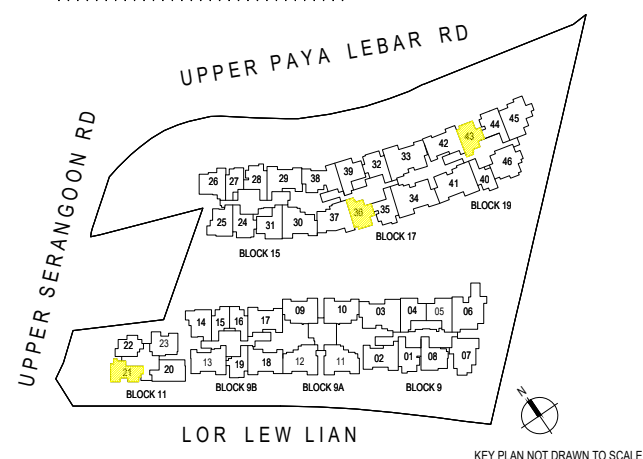 UPPER PAYA LEBAR RD
UPPER SERANGOON RD
45
44
43
42
46
33
32
39
40
41
38
29
28
27
26
34
35
36
37
30
31
24
25
BLOCK 19
BLOCK 17
BLOCK 15
09 10 03 04 05 06
14 15 16 17
22 23
13 19 18 12 11 02 01 08 07
21 20
BLOCK 11 BLOCK 9B BLOCK 9A BLOCK 9
N
LOR LEW LIAN
KEY PLAN NOT DRAWN TO SCALE